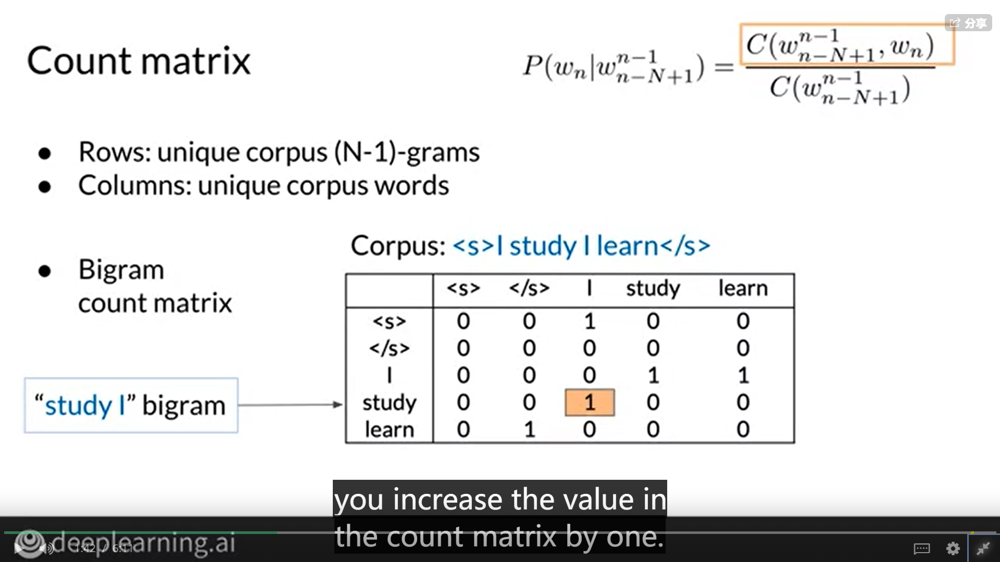 分享
Count matrix
P(w_n|w_{n-N+1}^{n-1}) = \frac{C(w_{n-N+1}^{n-1}, w_n)}{C(w_{n-N+1}^{n-1})}
● Rows: unique corpus (N-1)-grams
● Columns: unique corpus words
Corpus: <s>I study I learn</s>
● Bigram
count matrix
<s> </s> I study learn
<s> 0 0 1 0 0
</s> 0 0 0 0 0
I 0 0 0 1 1
study 0 0 1 0 0
learn 0 1 0 0 0
“study I” bigram
you increase the value in
the count matrix by one.
deeplearning.ai
1:42 / 6:11